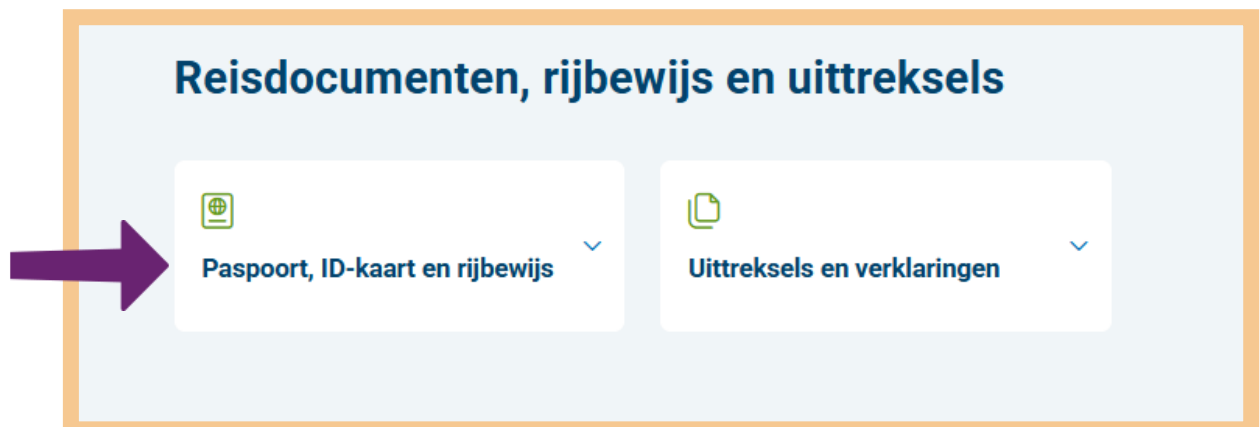 Reisdocumenten, rijbewijs en uittreksels
Paspoort, ID-kaart en rijbewijs
Uittreksels en verklaringen